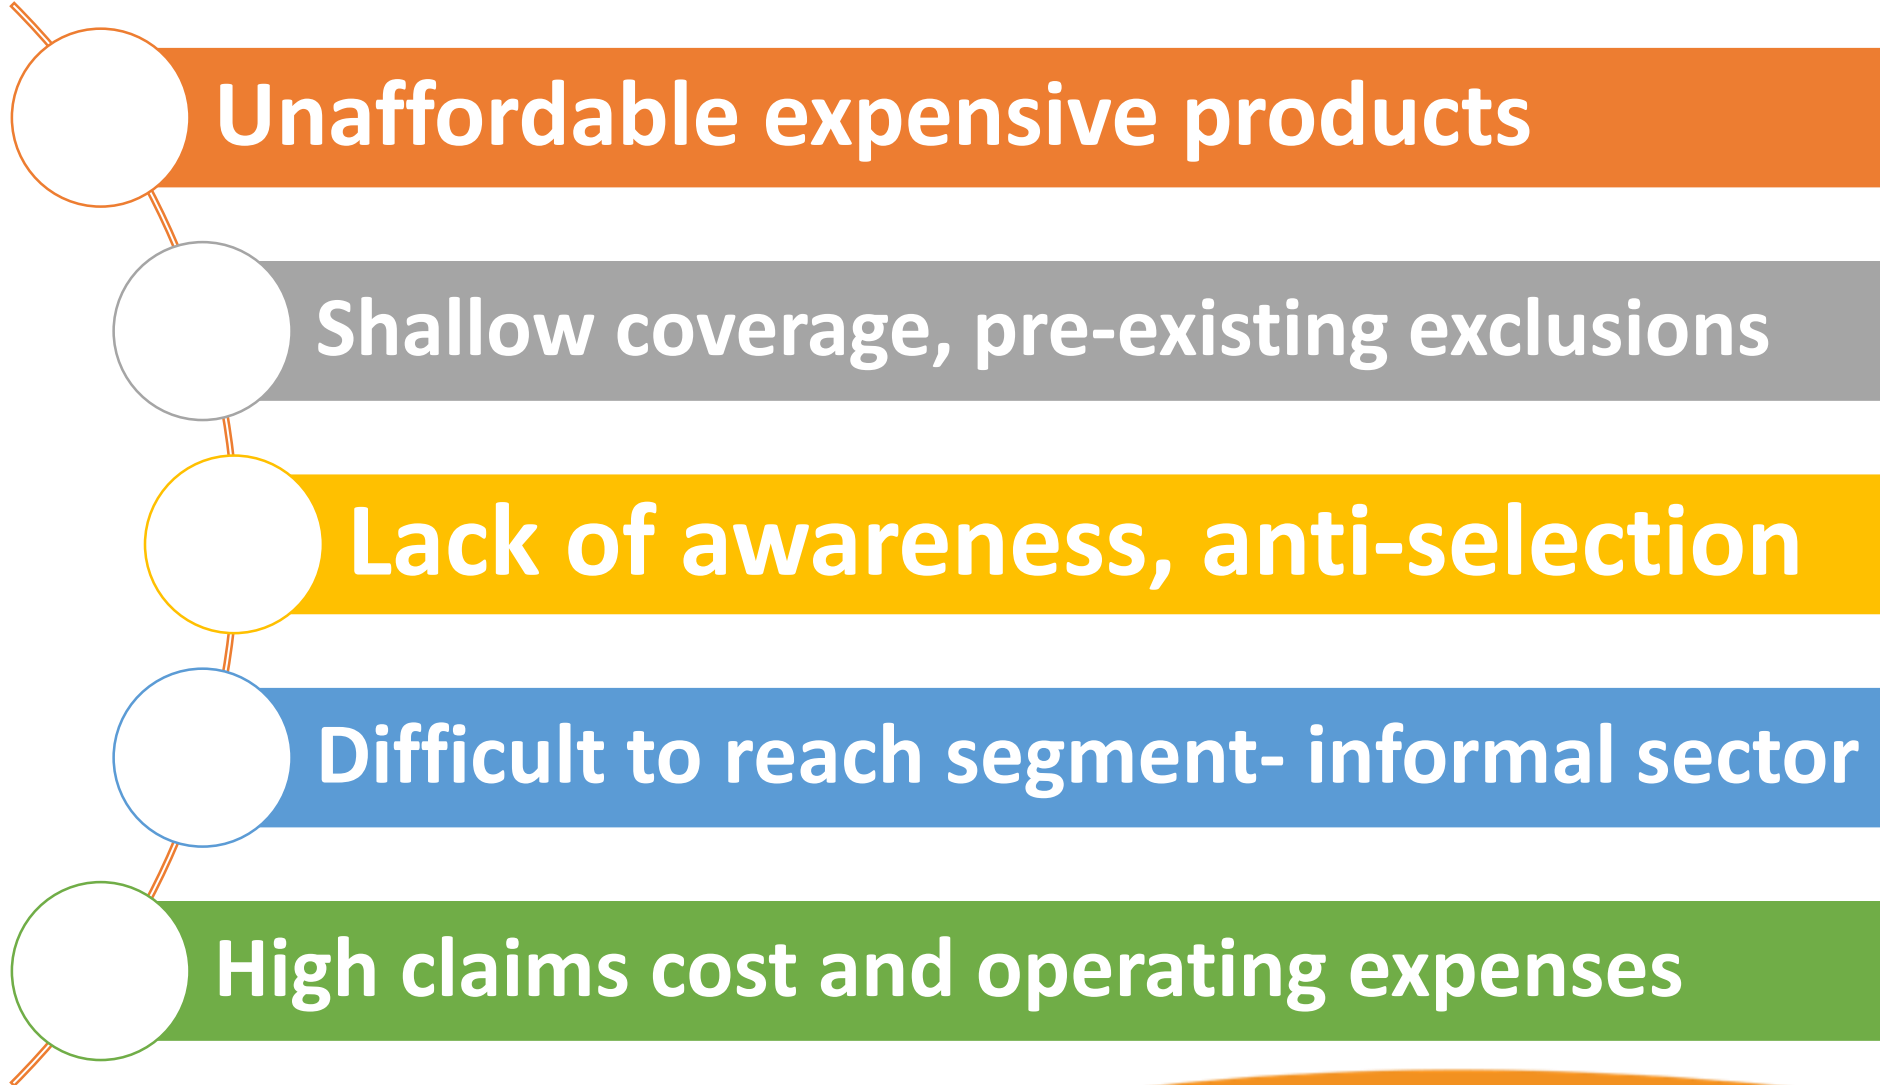 Unaffordable expensive products
Shallow coverage, pre-existing exclusions
Lack of awareness, anti-selection
Difficult to reach segment- informal sector
High claims cost and operating expenses